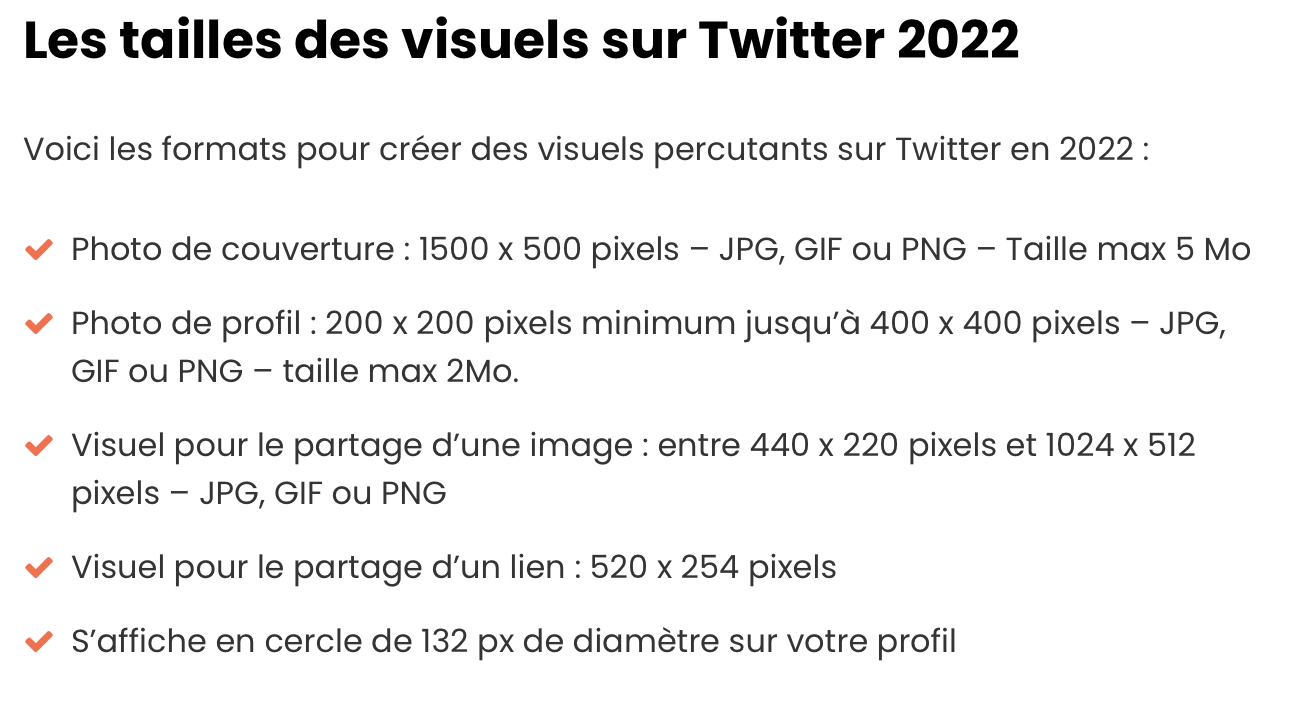 Les tailles des visuels sur Twitter 2022
Voici les formats pour créer des visuels percutants sur Twitter en 2022 :
Photo de couverture : 1500 x 500 pixels – JPG, GIF ou PNG – Taille max 5 Mo
Photo de profil : 200 x 200 pixels minimum jusqu’à 400 x 400 pixels – JPG,
GIF ou PNG – taille max 2Mo.
Visuel pour le partage d’une image : entre 440 x 220 pixels et 1024 x 512
pixels – JPG, GIF ou PNG
Visuel pour le partage d’un lien : 520 x 254 pixels
S’affiche en cercle de 132 px de diamètre sur votre profil